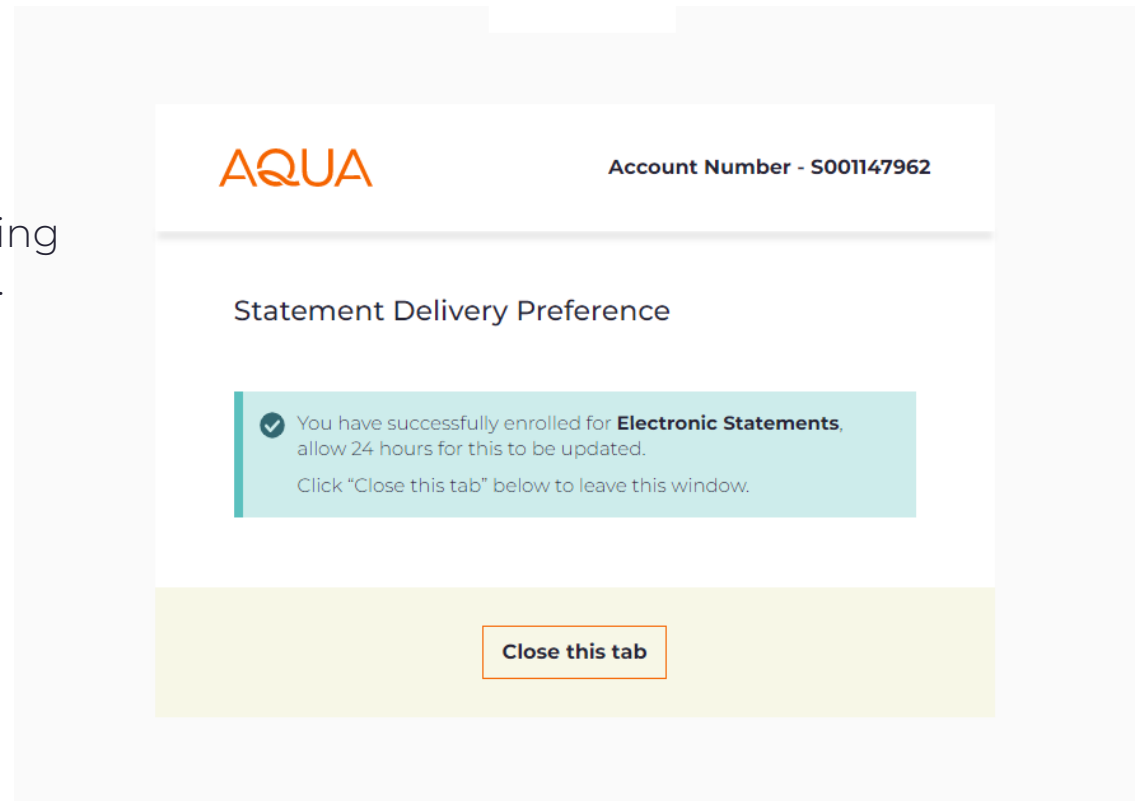 AQUA
Account Number - S001147962
ing
.
Statement Delivery Preference
You have successfully enrolled for Electronic Statements,
allow 24 hours for this to be updated.
Click “Close this tab” below to leave this window.
Close this tab